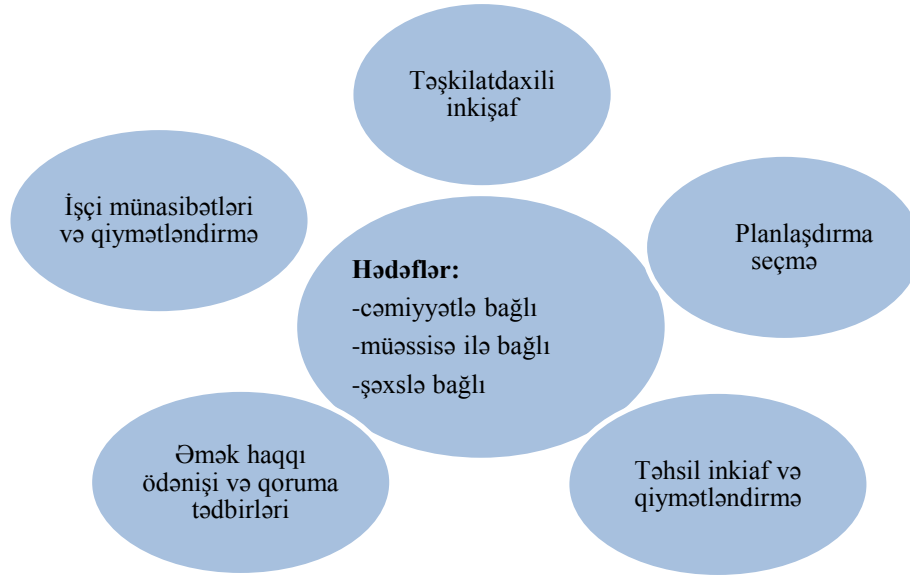 Təşkilatdaxili
inkişaf
İşçi münasibətləri
və qiymətləndirmə
Planlaşdırma
seçmə
Hədəflər:
-cəmiyyətlə bağlı
-müəssisə ilə bağlı
-şəxslə bağlı
Əmək haqqı
ödənişi və qoruma
tədbirləri
Təhsil inkiaf və
qiymətləndirmə